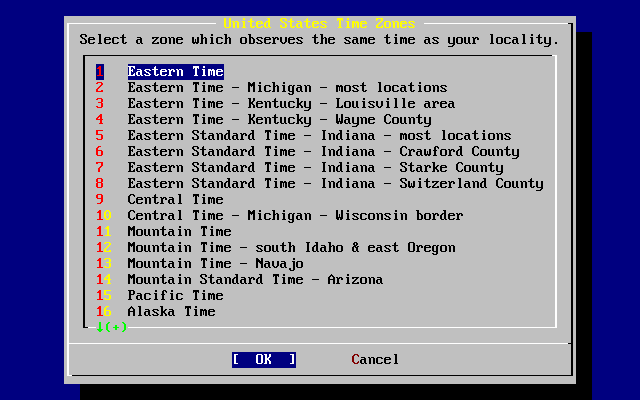 United States Time Zones
Select a zone which observes the same time as your locality.
1 Eastern Time
2 Eastern Time - Michigan - most locations
3 Eastern Time - Kentucky - Louisville area
4 Eastern Time - Kentucky - Wayne County
5 Eastern Standard Time - Indiana - most locations
6 Eastern Standard Time - Indiana - Crawford County
7 Eastern Standard Time - Indiana - Starke County
8 Eastern Standard Time - Indiana - Switzerland County
9 Central Time
10 Central Time - Michigan - Wisconsin border
11 Mountain Time
12 Mountain Time - south Idaho & east Oregon
13 Mountain Time - Navajo
14 Mountain Standard Time - Arizona
15 Pacific Time
16 Alaska Time
↓(+)
[ OK ] Cancel